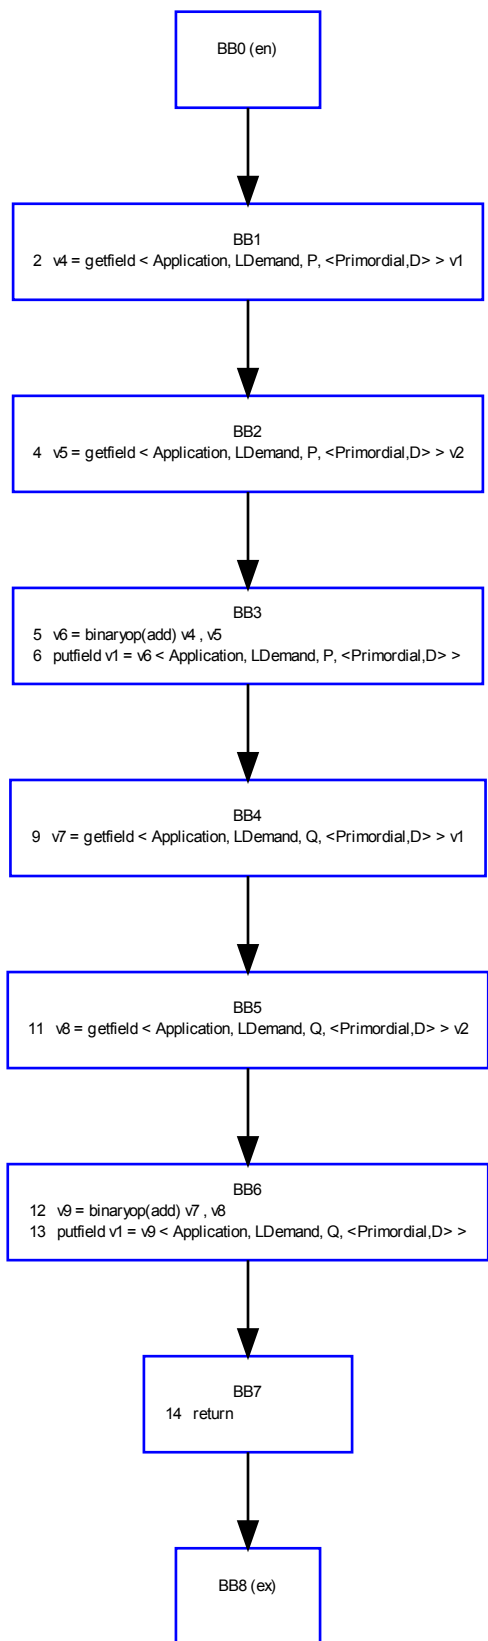 BB0 (en)
BB1
2 v4 = getfield < Application, LDemand, P, <Primordial,D> > v1
BB2
4 v5 = getfield < Application, LDemand, P, <Primordial,D> > v2
BB3
5 v6 = binaryop(add) v4 , v5
6 putfield v1 = v6 < Application, LDemand, P, <Primordial,D> >
BB4
9 v7 = getfield < Application, LDemand, Q, <Primordial,D> > v1
BB5
11 v8 = getfield < Application, LDemand, Q, <Primordial,D> > v2
BB6
12 v9 = binaryop(add) v7 , v8
13 putfield v1 = v9 < Application, LDemand, Q, <Primordial,D> >
BB7
14 return
BB8 (ex)